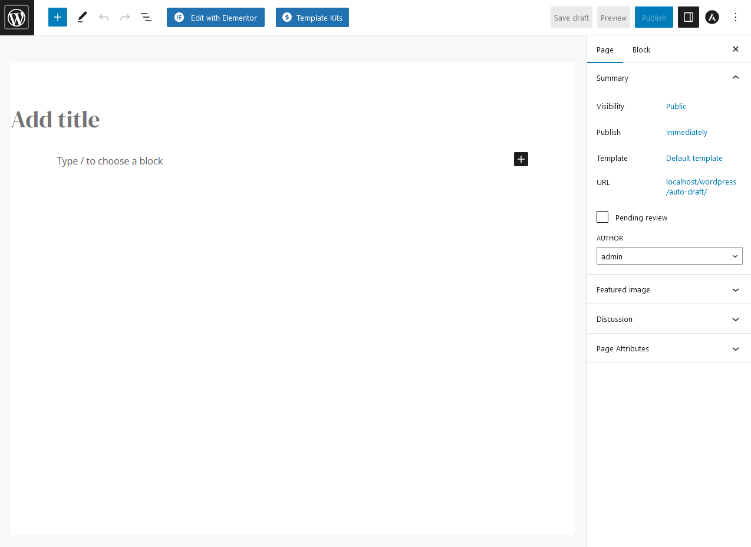 Edit with Elementor
Template Kits
Save draft
Preview
Publish
Page
Block
Summary
Add title
Visibility
Public
Publish
Immediately
Type / to choose a block
Template
Default template
URL
localhost/wordpress
/auto-draft/
Pending review
AUTHOR
admin
Featured image
Discussion
Page Attributes